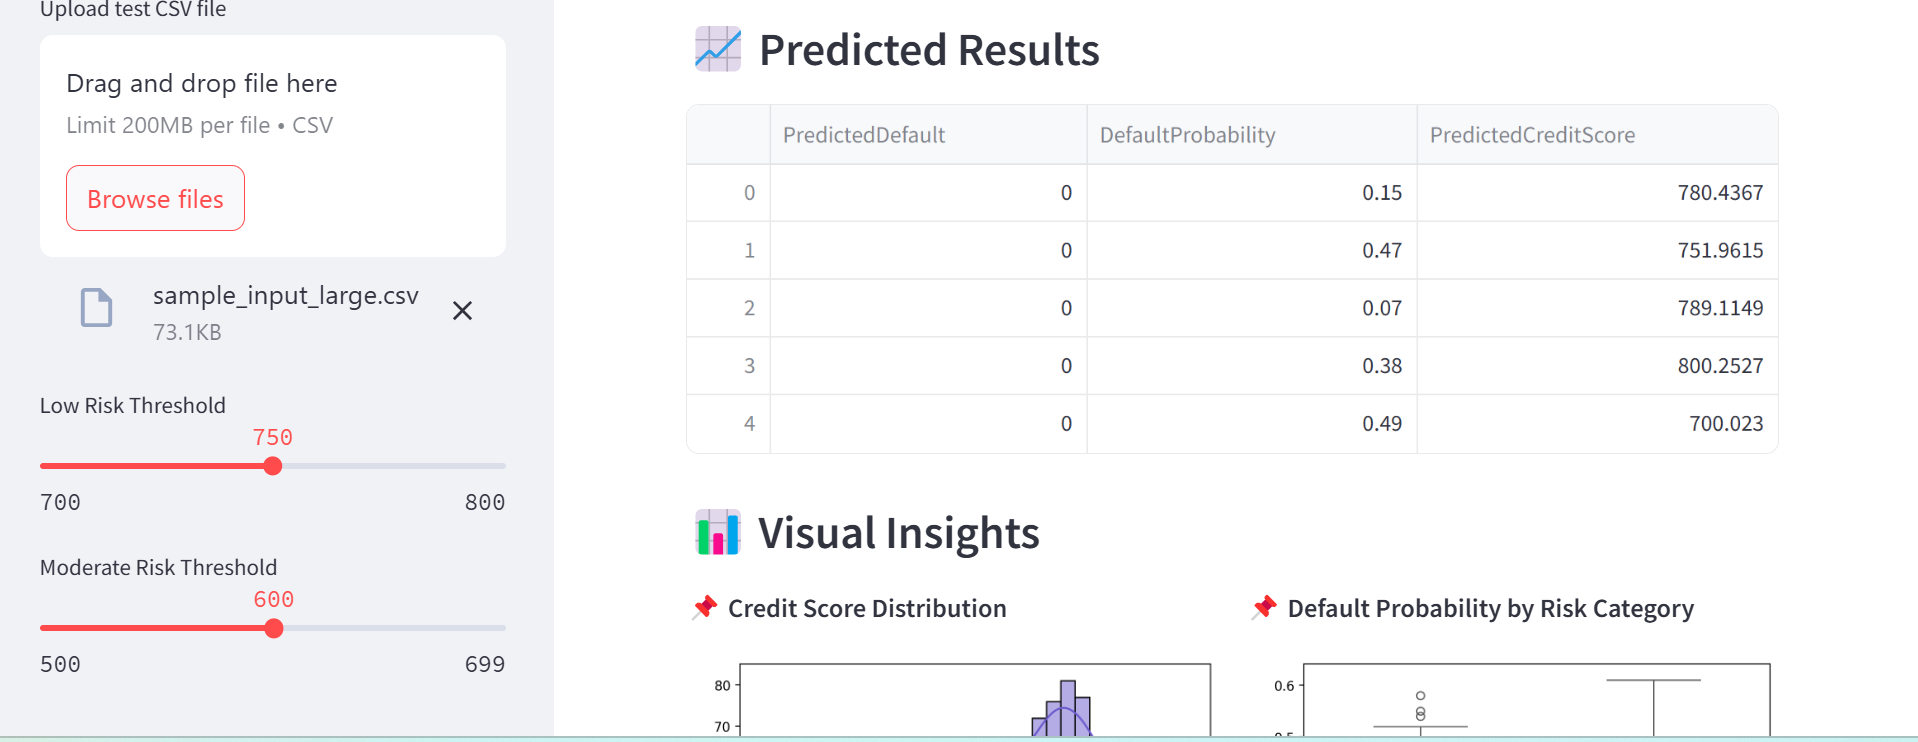 Upload test CSV file
Drag and drop file here
Limit 200MB per file • CSV
Browse files
sample_input_large.csv
73.1KB
Low Risk Threshold
750
700 800
Moderate Risk Threshold
600
500 699
Predicted Results
PredictedDefault DefaultProbability PredictedCreditScore
0 0 0.15 780.4367
1 0 0.47 751.9615
2 0 0.07 789.1149
3 0 0.38 800.2527
4 0 0.49 700.023
Visual Insights
Credit Score Distribution
80
70
Default Probability by Risk Category
0.6